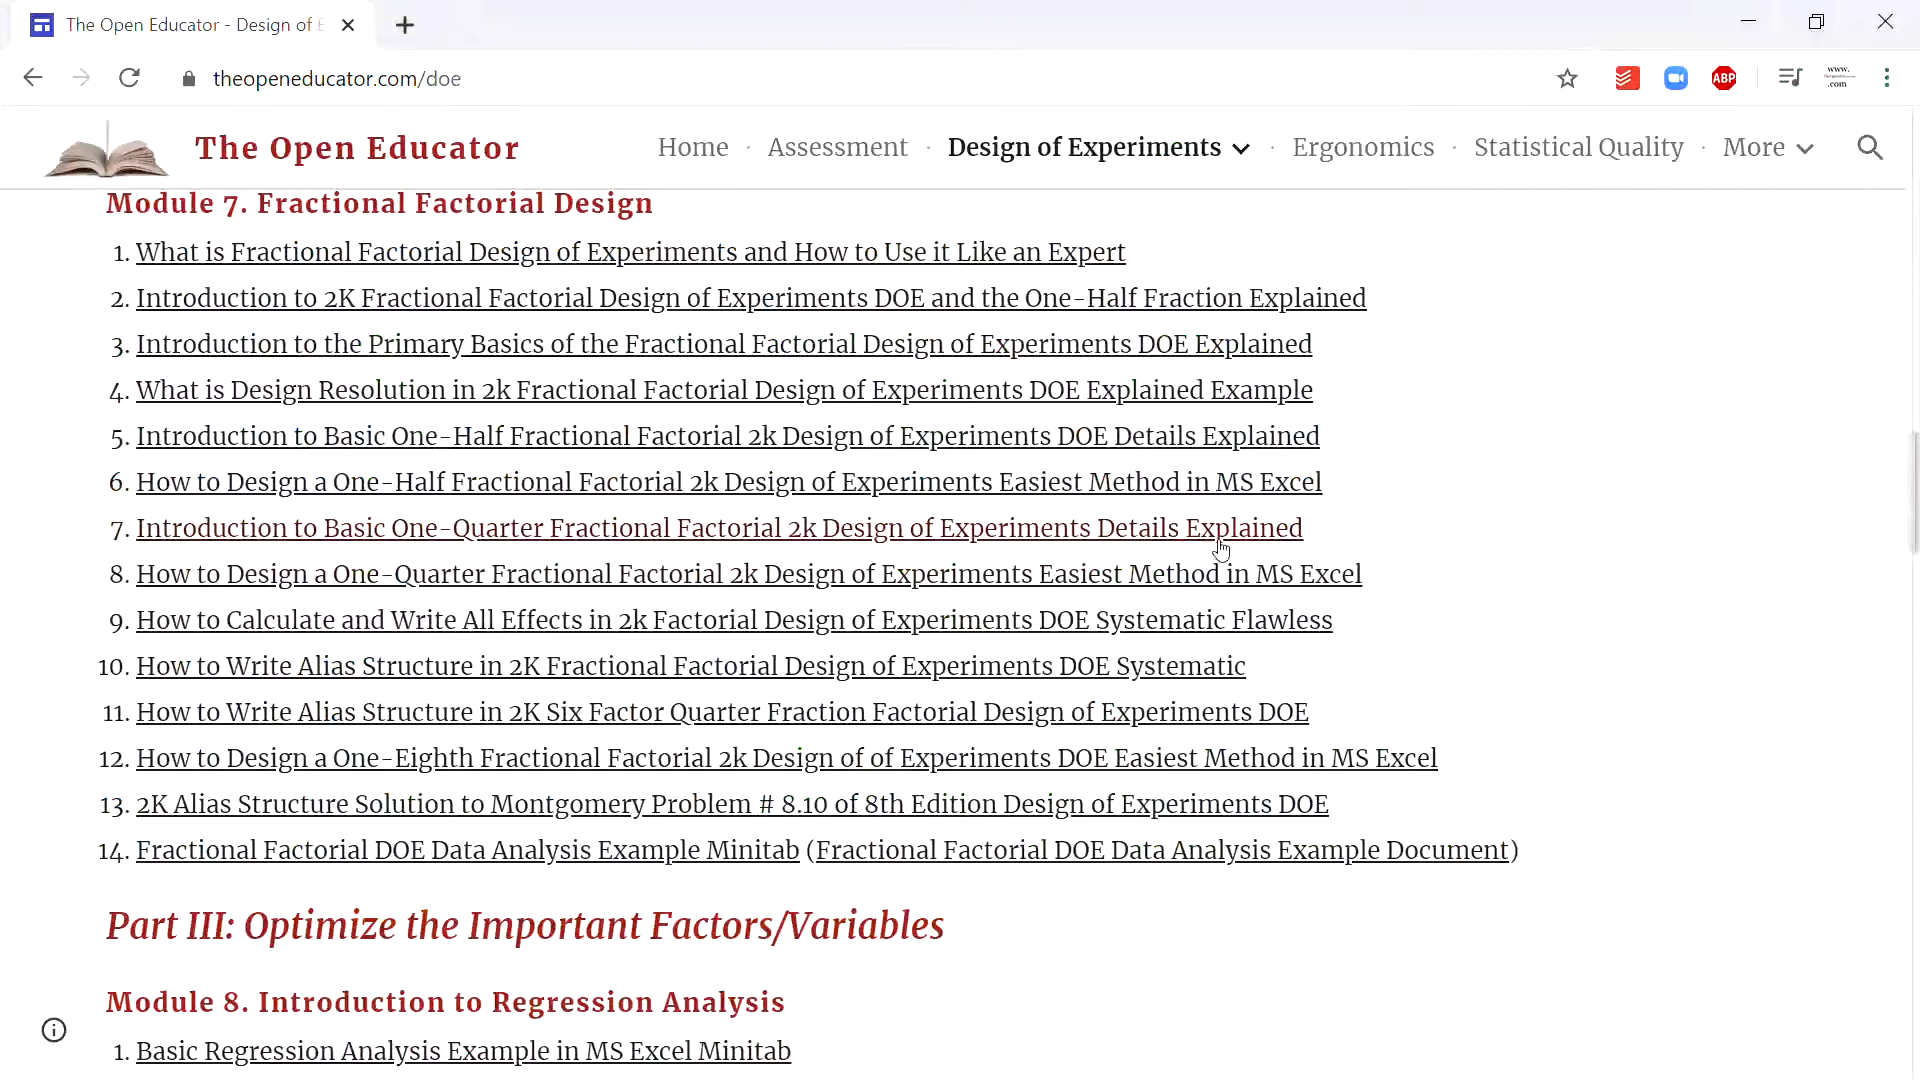 The Open Educator - Design of E
theopeneducator.com/doe
ABP
www.
.com
The Open Educator
Home · Assessment · Design of Experiments · Ergonomics · Statistical Quality · More
Module 7. Fractional Factorial Design
1. What is Fractional Factorial Design of Experiments and How to Use it Like an Expert
2. Introduction to 2K Fractional Factorial Design of Experiments DOE and the One-Half Fraction Explained
3. Introduction to the Primary Basics of the Fractional Factorial Design of Experiments DOE Explained
4. What is Design Resolution in 2k Fractional Factorial Design of Experiments DOE Explained Example
5. Introduction to Basic One-Half Fractional Factorial 2k Design of Experiments DOE Details Explained
6. How to Design a One-Half Fractional Factorial 2k Design of Experiments Easiest Method in MS Excel
7. Introduction to Basic One-Quarter Fractional Factorial 2k Design of Experiments Details Explained
8. How to Design a One-Quarter Fractional Factorial 2k Design of Experiments Easiest Method in MS Excel
9. How to Calculate and Write All Effects in 2k Factorial Design of Experiments DOE Systematic Flawless
10. How to Write Alias Structure in 2K Fractional Factorial Design of Experiments DOE Systematic
11. How to Write Alias Structure in 2K Six Factor Quarter Fraction Factorial Design of Experiments DOE
12. How to Design a One-Eighth Fractional Factorial 2k Design of of Experiments DOE Easiest Method in MS Excel
13. 2K Alias Structure Solution to Montgomery Problem # 8.10 of 8th Edition Design of Experiments DOE
14. Fractional Factorial DOE Data Analysis Example Minitab (Fractional Factorial DOE Data Analysis Example Document)
Part III: Optimize the Important Factors/Variables
Module 8. Introduction to Regression Analysis
1. Basic Regression Analysis Example in MS Excel Minitab